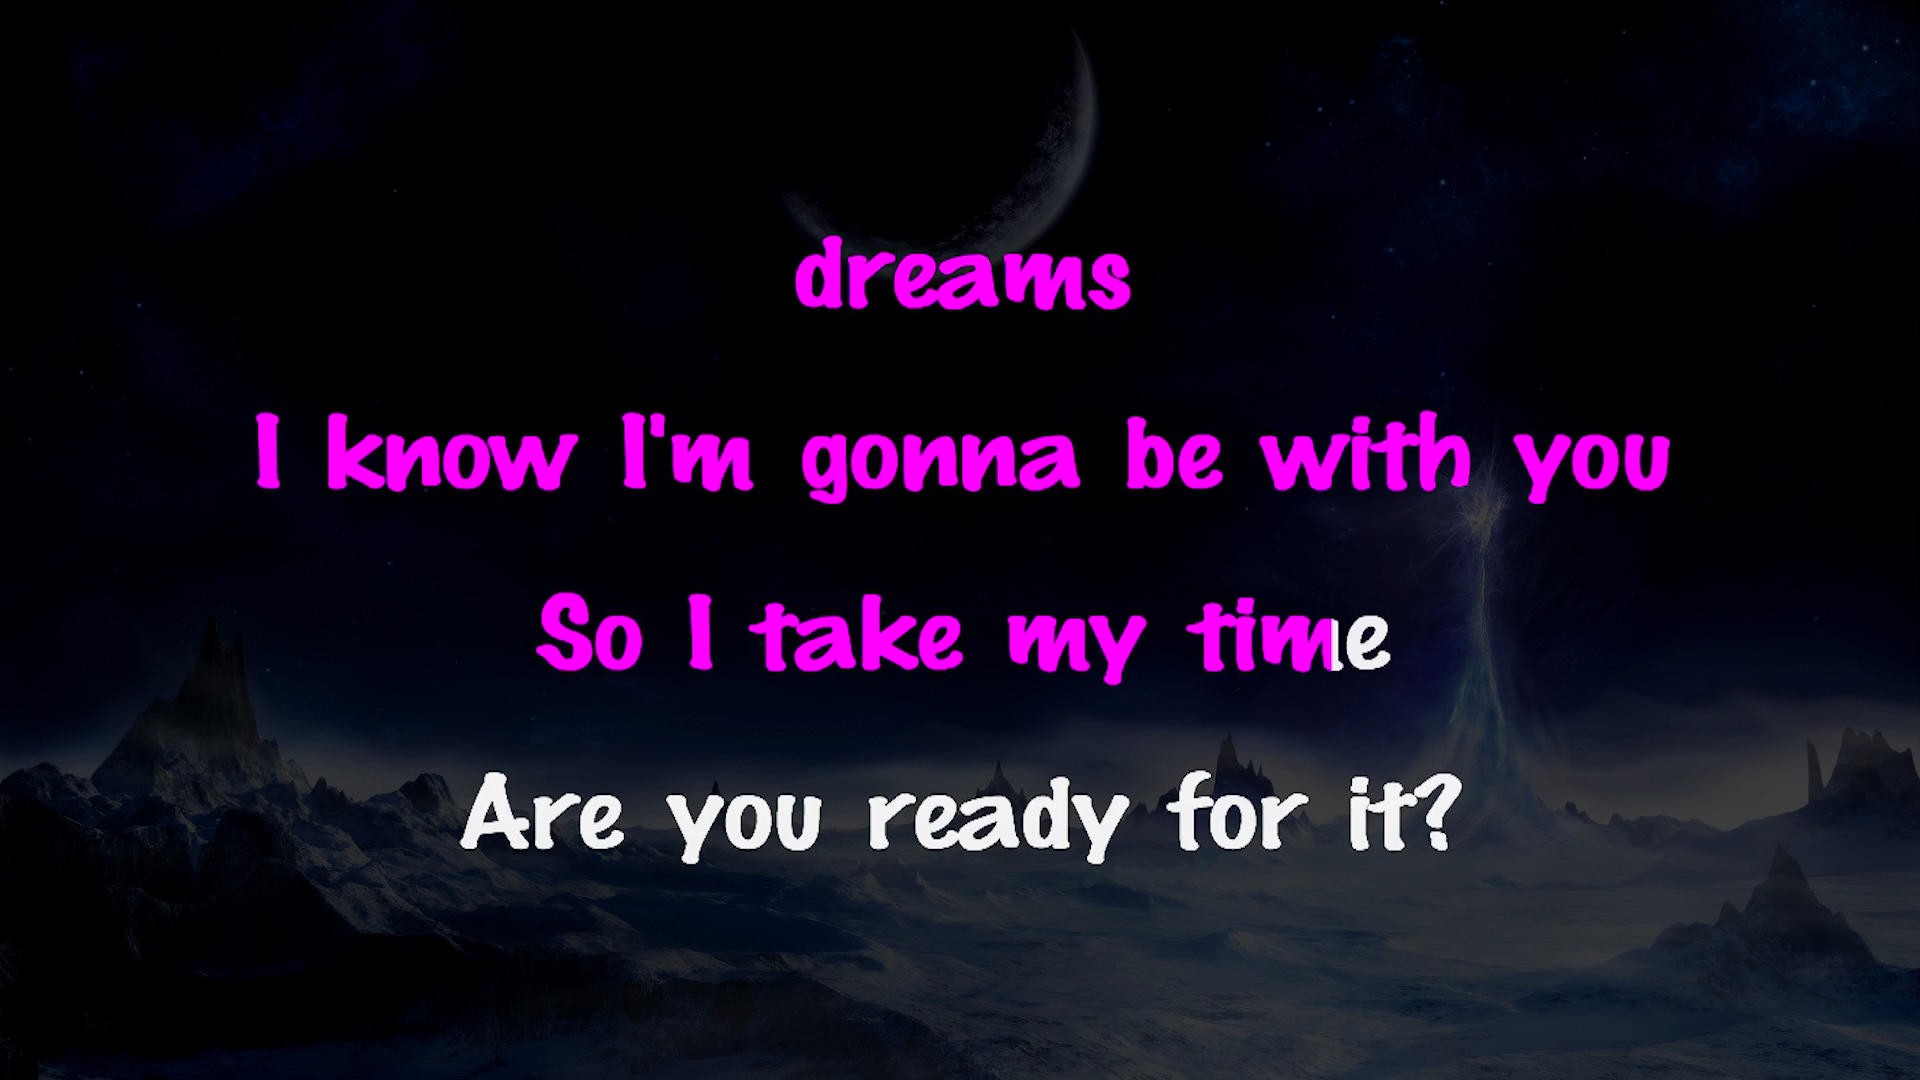 dreams
I know I'm gonna be with you
So I take my time
Are you ready for it?